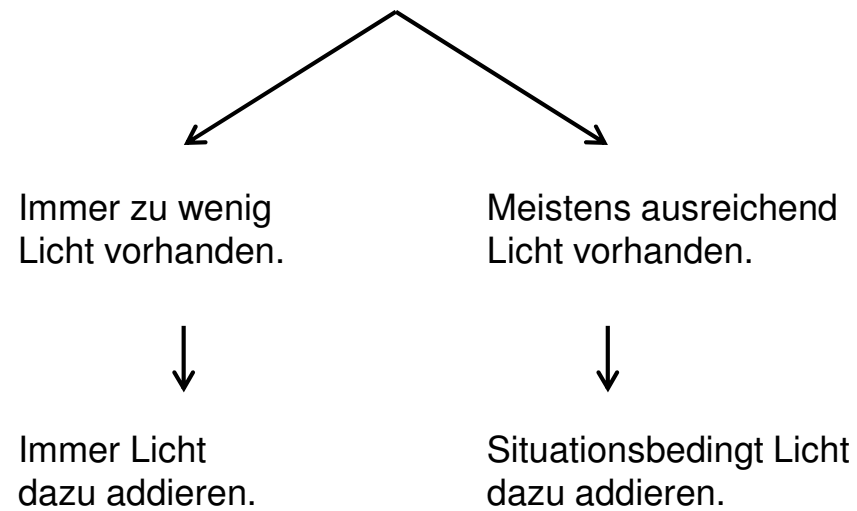 Immer zu wenig
Licht vorhanden.
Meistens ausreichend
Licht vorhanden.
Immer Licht
dazu addieren.
Situationsbedingt Licht
dazu addieren.